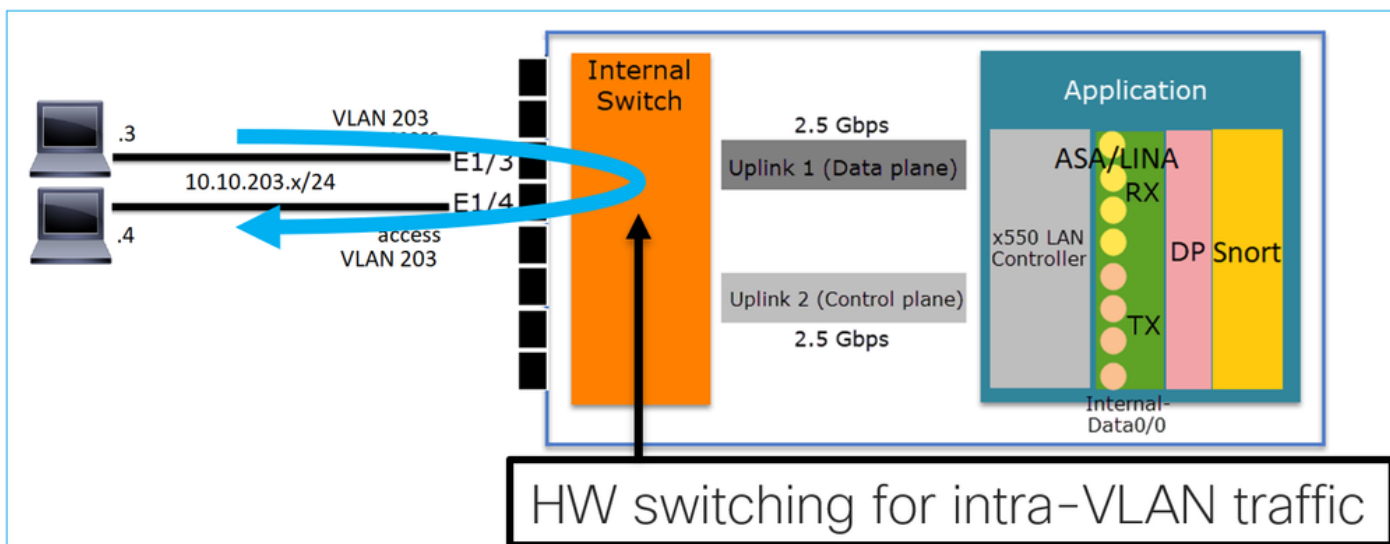 .3
VLAN 203
E1/3
10.10.203.x/24
E1/4
.4
access
VLAN 203
Internal
Switch
2.5 Gbps
Uplink 1 (Data plane)
Uplink 2 (Control plane)
2.5 Gbps
Application
x550 LAN
Controller
ASA/LINA
RX
TX
DP
Snort
Internal-
Data0/0
HW switching for intra-VLAN traffic